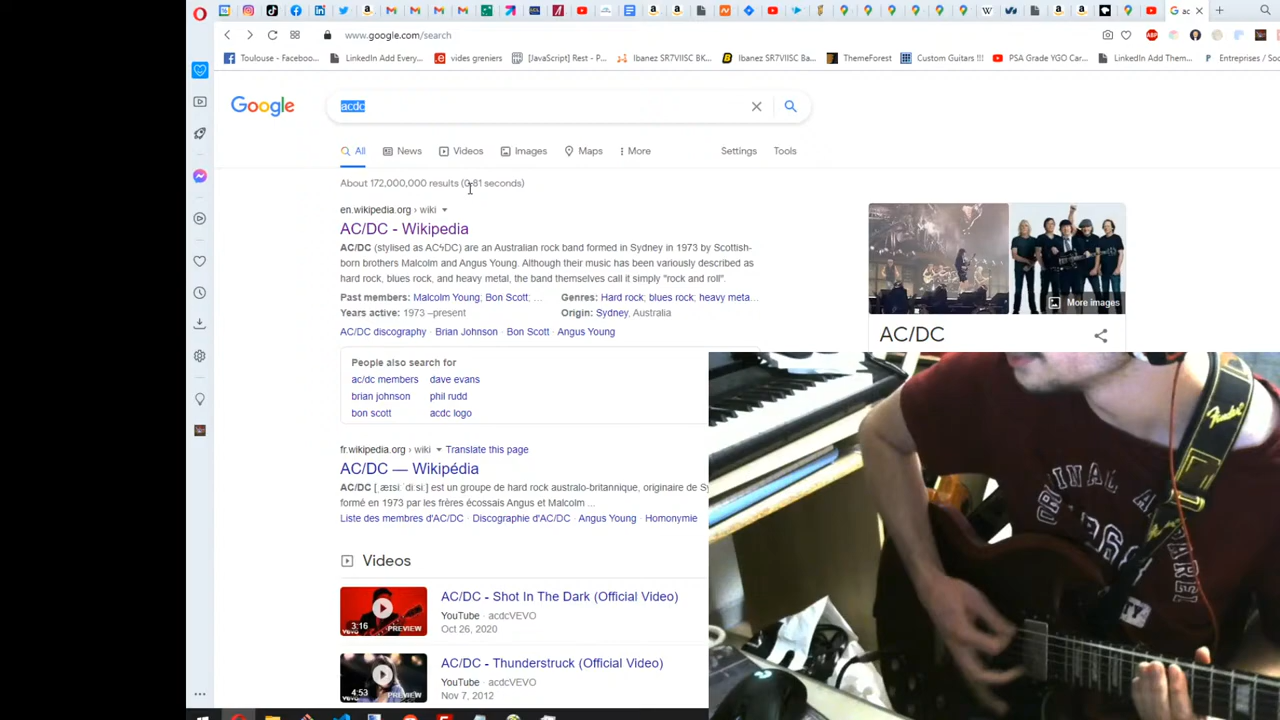 www.google.com/search
Toulouse - Faceboo...
LinkedIn Add Every...
vides greniers
[JavaScript] Rest - P...
Ibanez SR7VIISC BK...
Ibanez SR7VIISC Ba...
ThemeForest
Custom Guitars !!!
PSA Grade YGO Car...
LinkedIn Add Them...
Entreprises / Soc
Google
acdc
All
News
Videos
Images
Maps
More
Settings
Tools
About 172,000,000 results (0.81 seconds)
en.wikipedia.org › wiki
AC/DC - Wikipedia
AC/DC (stylised as ACϟDC) are an Australian rock band formed in Sydney in 1973 by Scottish-
born brothers Malcolm and Angus Young. Although their music has been variously described as
hard rock, blues rock, and heavy metal, the band themselves call it simply "rock and roll".
Past members: Malcolm Young; Bon Scott, ...
Genres: Hard rock; blues rock; heavy meta...
Years active: 1973 –present
Origin: Sydney, Australia
AC/DC discography · Brian Johnson · Bon Scott · Angus Young
More images
AC/DC
People also search for
ac/dc members
dave evans
brian johnson
phil rudd
bon scott
acdc logo
fr.wikipedia.org › wiki
Translate this page
AC/DC — Wikipédia
AC/DC [ˌæɪsiːˈdiːsiː] est un groupe de hard rock australo-britannique, originaire de Sy
formé en 1973 par les frères écossais Angus et Malcolm ...
Liste des membres d'AC/DC · Discographie d'AC/DC · Angus Young · Homonymie
Videos
3:16
PREVIEW
AC/DC - Shot In The Dark (Official Video)
YouTube · acdcVEVO
Oct 26, 2020
4:53
PREVIEW
AC/DC - Thunderstruck (Official Video)
YouTube · acdcVEVO
Nov 7, 2012
Fender